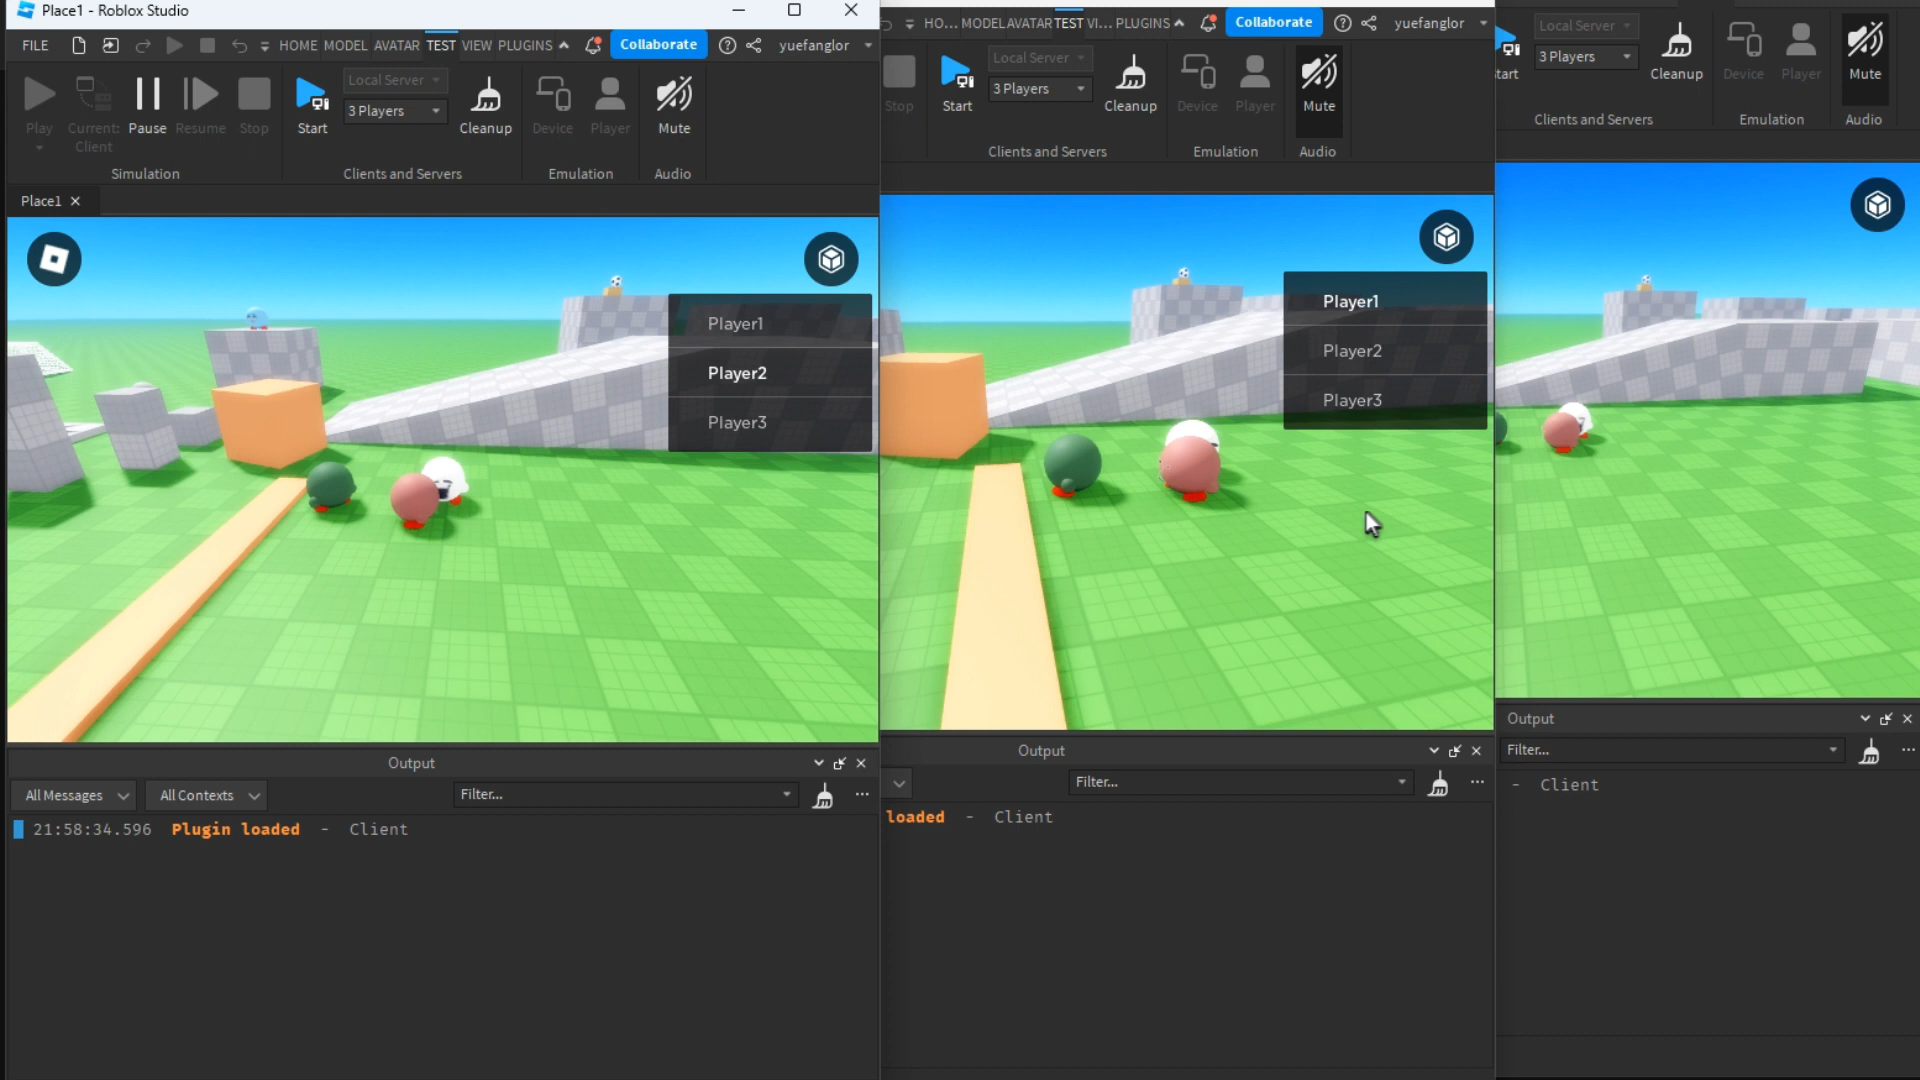 Place1 - Roblox Studio
FILE HOME MODEL AVATAR TEST VIEW PLUGINS Collaborate yuefanglor
Play Current: Client Pause Resume Stop Start Local Server 3 Players Cleanup Device Player Mute
Simulation Clients and Servers Emulation Audio
Place1
Player1
Player2
Player3
Output
All Messages All Contexts Filter...
21:58:34.596 Plugin loaded - Client
HO... MODEL AVATAR TEST VI... PLUGINS Collaborate yuefanglor
Stop Start Local Server 3 Players Cleanup Device Player Mute
Clients and Servers Emulation Audio
Player1
Player2
Player3
Output
Filter...
loaded - Client
tart Local Server 3 Players Cleanup Device Player Mute
Clients and Servers Emulation Audio
Output
Filter...
- Client